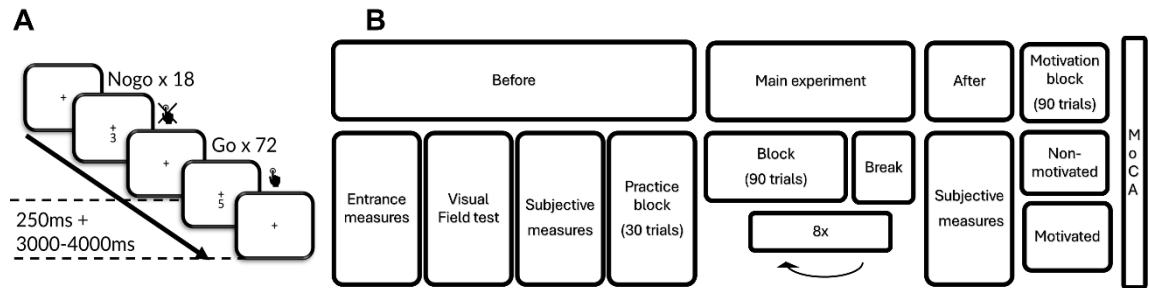 A
Nogo x 18
+
+
3
+
Go x 72
+
5
+
250ms +
3000-4000ms
B
Before
Entrance
measures
Visual
Field test
Subjective
measures
Practice
block
(30 trials)
Main experiment
Block
(90 trials)
Break
8x
After
Subjective
measures
Motivation
block
(90 trials)
Non-
motivated
Motivated
MoCA